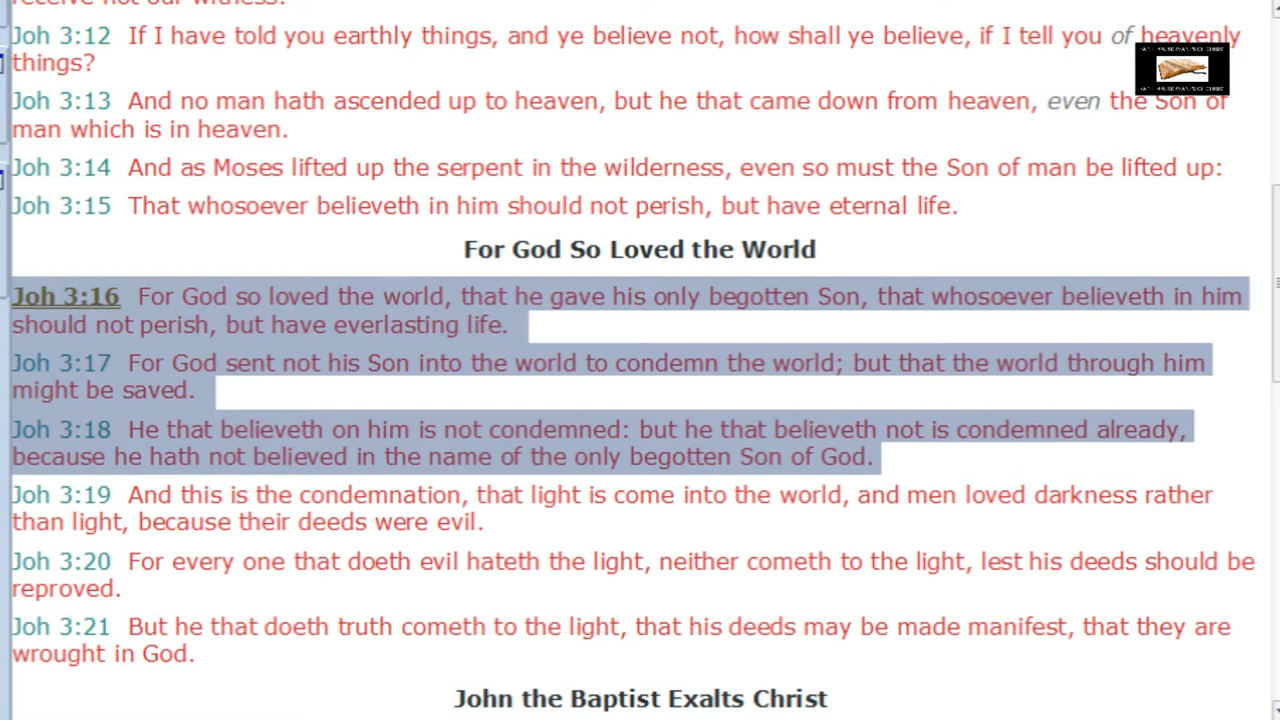 receive not our witness.
Joh 3:12 If I have told you earthly things, and ye believe not, how shall ye believe, if I tell you of heavenly
things?
Joh 3:13 And no man hath ascended up to heaven, but he that came down from heaven, even the Son of
man which is in heaven.
Joh 3:14 And as Moses lifted up the serpent in the wilderness, even so must the Son of man be lifted up:
Joh 3:15 That whosoever believeth in him should not perish, but have eternal life.
For God So Loved the World
Joh 3:16 For God so loved the world, that he gave his only begotten Son, that whosoever believeth in him
should not perish, but have everlasting life.
Joh 3:17 For God sent not his Son into the world to condemn the world; but that the world through him
might be saved.
Joh 3:18 He that believeth on him is not condemned: but he that believeth not is condemned already,
because he hath not believed in the name of the only begotten Son of God.
Joh 3:19 And this is the condemnation, that light is come into the world, and men loved darkness rather
than light, because their deeds were evil.
Joh 3:20 For every one that doeth evil hateth the light, neither cometh to the light, lest his deeds should be
reproved.
Joh 3:21 But he that doeth truth cometh to the light, that his deeds may be made manifest, that they are
wrought in God.
John the Baptist Exalts Christ